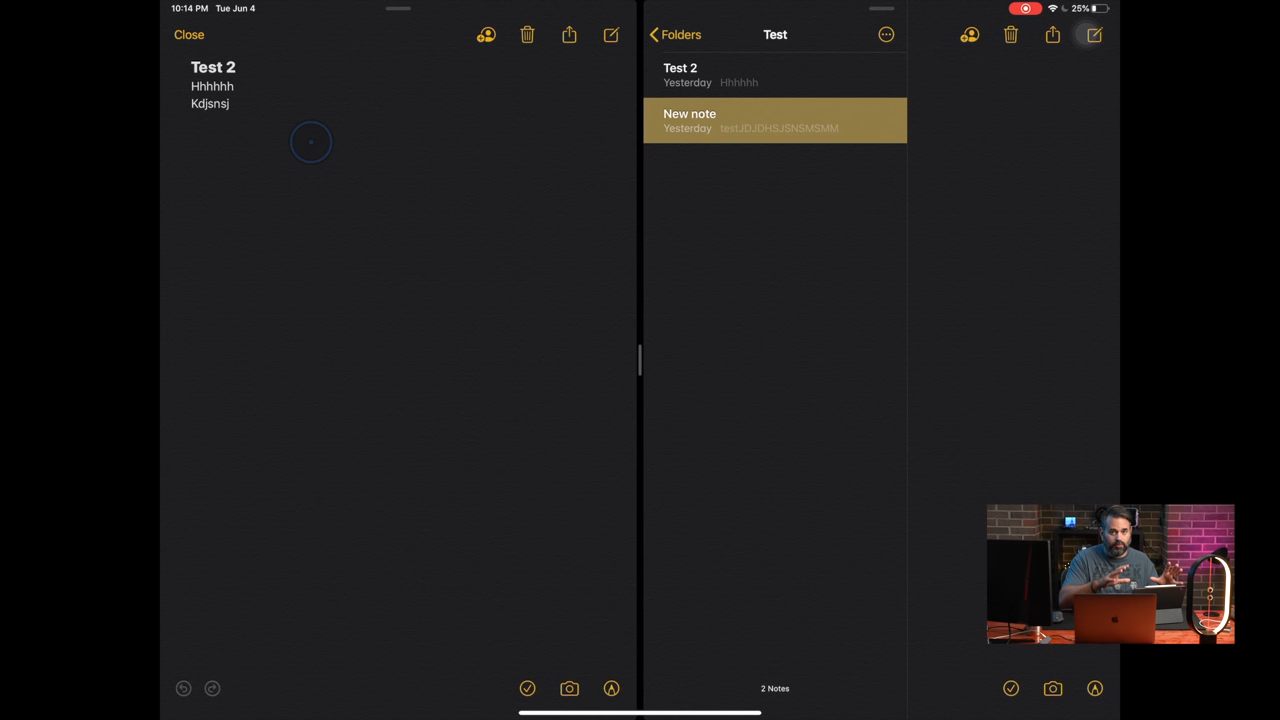 10:14 PM Tue Jun 4
25%
Close
Test 2
Hhhhhh
Kdjsnsj
Folders
Test
Test 2
Yesterday Hhhhhh
New note
Yesterday testJDJDHSJSNSMSMM
2 Notes